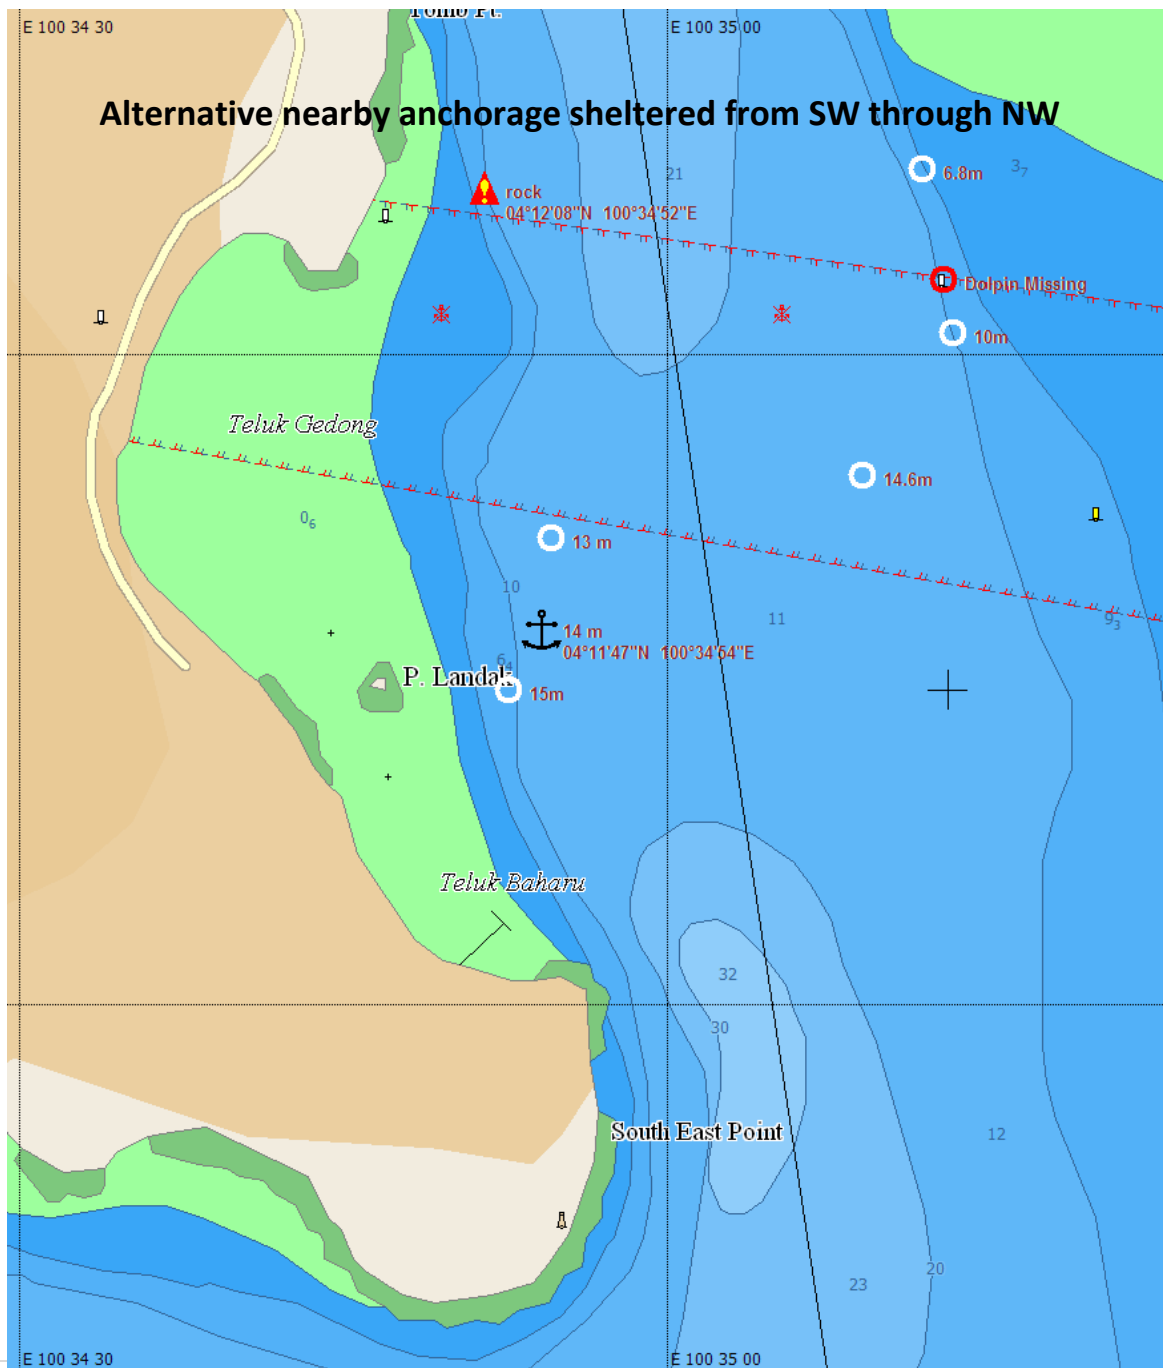 Tomb Pt.
E 100 34 30
E 100 35 00
Alternative nearby anchorage sheltered from SW through NW
21
6.8m
3₇
rock
04°12'08"N 100°34'52"E
Dolpin Missing
10m
Teluk Gedong
14.6m
0₆
13 m
10
11
9₃
14 m
04°11'47"N 100°34'54"E
6₄
P. Landak
15m
Teluk Baharu
32
30
South East Point
12
20
23
E 100 34 30
E 100 35 00